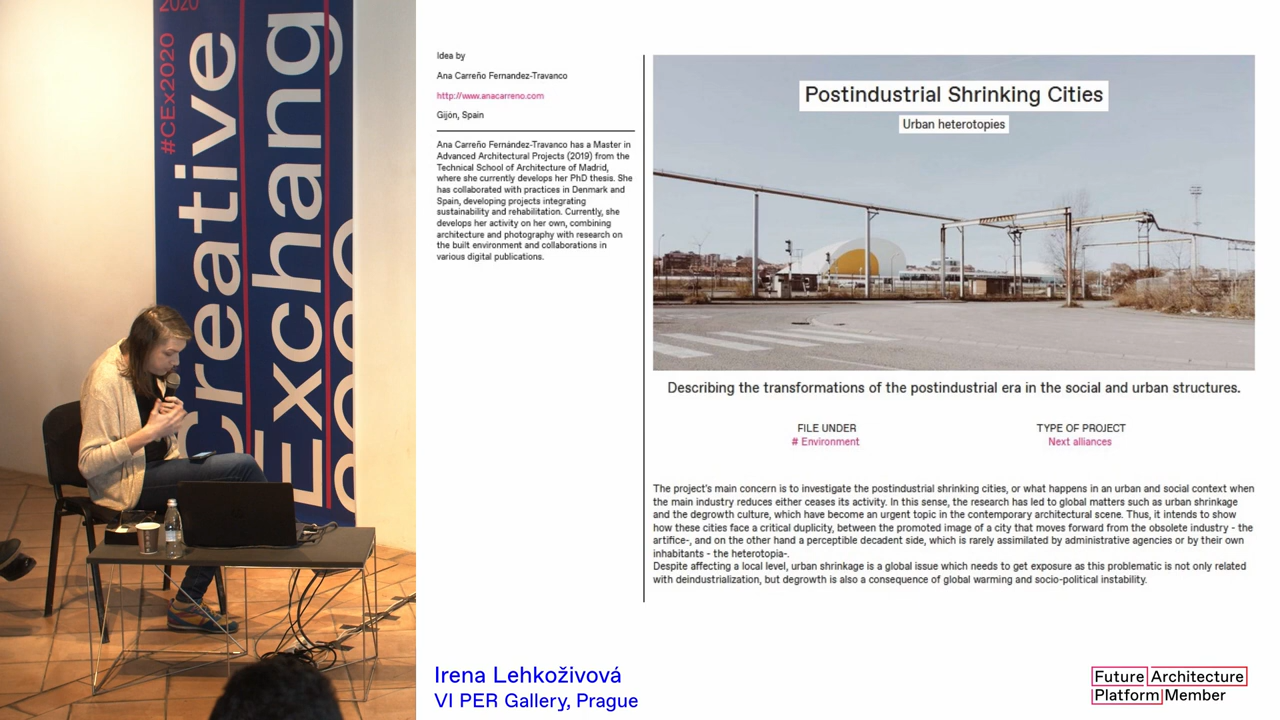 2020
#CEx2020
Creative
Exchang
Idea by
Ana Carreño Fernandez-Travanco
http://www.anacarreno.com
Gijón, Spain
Ana Carreño Fernández-Travanco has a Master in
Advanced Architectural Projects (2019) from the
Technical School of Architecture of Madrid,
where she currently develops her PhD thesis. She
has collaborated with practices in Denmark and
Spain, developing projects integrating
sustainability and rehabilitation. Currently, she
develops her activity on her own, combining
architecture and photography with research on
the built environment and collaborations in
various digital publications.
Postindustrial Shrinking Cities
Urban heterotopies
Describing the transformations of the postindustrial era in the social and urban structures.
FILE UNDER
# Environment
TYPE OF PROJECT
Next alliances
The project's main concern is to investigate the postindustrial shrinking cities, or what happens in an urban and social context when
the main industry reduces either ceases its activity. In this sense, the research has led to global matters such as urban shrinkage
and the degrowth culture, which have become an urgent topic in the contemporary architectural scene. Thus, it intends to show
how these cities face a critical duplicity, between the promoted image of a city that moves forward from the obsolete industry - the
artifice-, and on the other hand a perceptible decadent side, which is rarely assimilated by administrative agencies or by their own
inhabitants - the heterotopia-.
Despite affecting a local level, urban shrinkage is a global issue which needs to get exposure as this problematic is not only related
with deindustrialization, but degrowth is also a consequence of global warming and socio-political instability.
Irena Lehkoživová
VI PER Gallery, Prague
Future Architecture
Platform Member